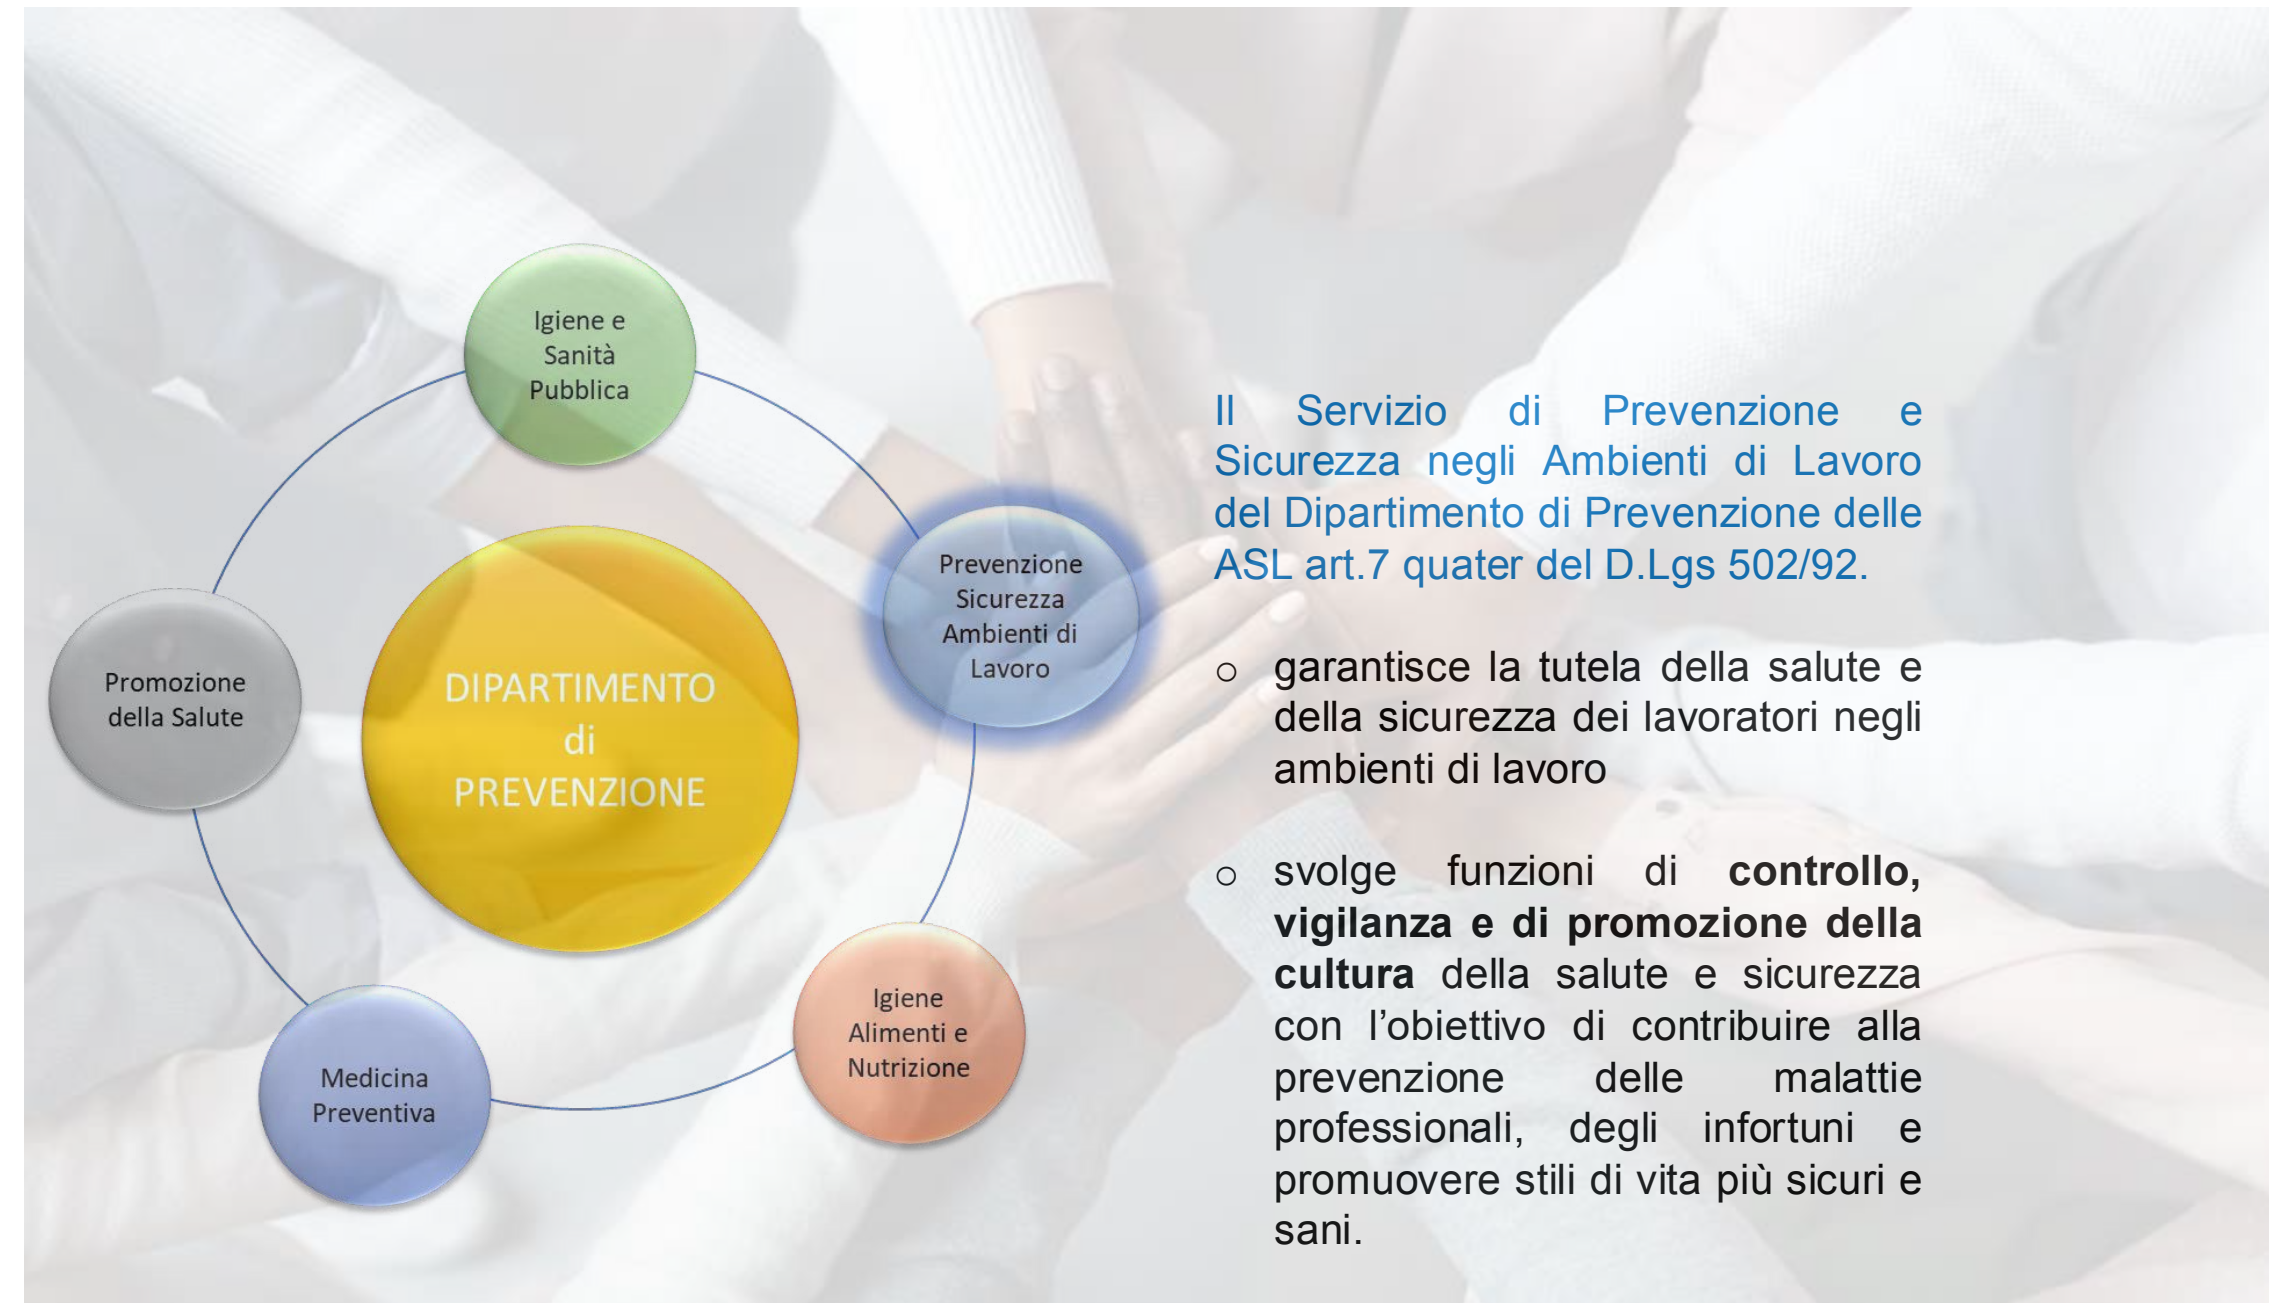 Igiene e
Sanità
Pubblica
Prevenzione
Sicurezza
Ambienti di
Lavoro
Igiene
Alimenti e
Nutrizione
Medicina
Preventiva
Promozione
della Salute
DIPARTIMENTO
di
PREVENZIONE
Il Servizio di Prevenzione e
Sicurezza negli Ambienti di Lavoro
del Dipartimento di Prevenzione delle
ASL art.7 quater del D.Lgs 502/92.
o garantisce la tutela della salute e
della sicurezza dei lavoratori negli
ambienti di lavoro
o svolge funzioni di controllo,
vigilanza e di promozione della
cultura della salute e sicurezza
con l’obiettivo di contribuire alla
prevenzione delle malattie
professionali, degli infortuni e
promuovere stili di vita più sicuri e
sani.